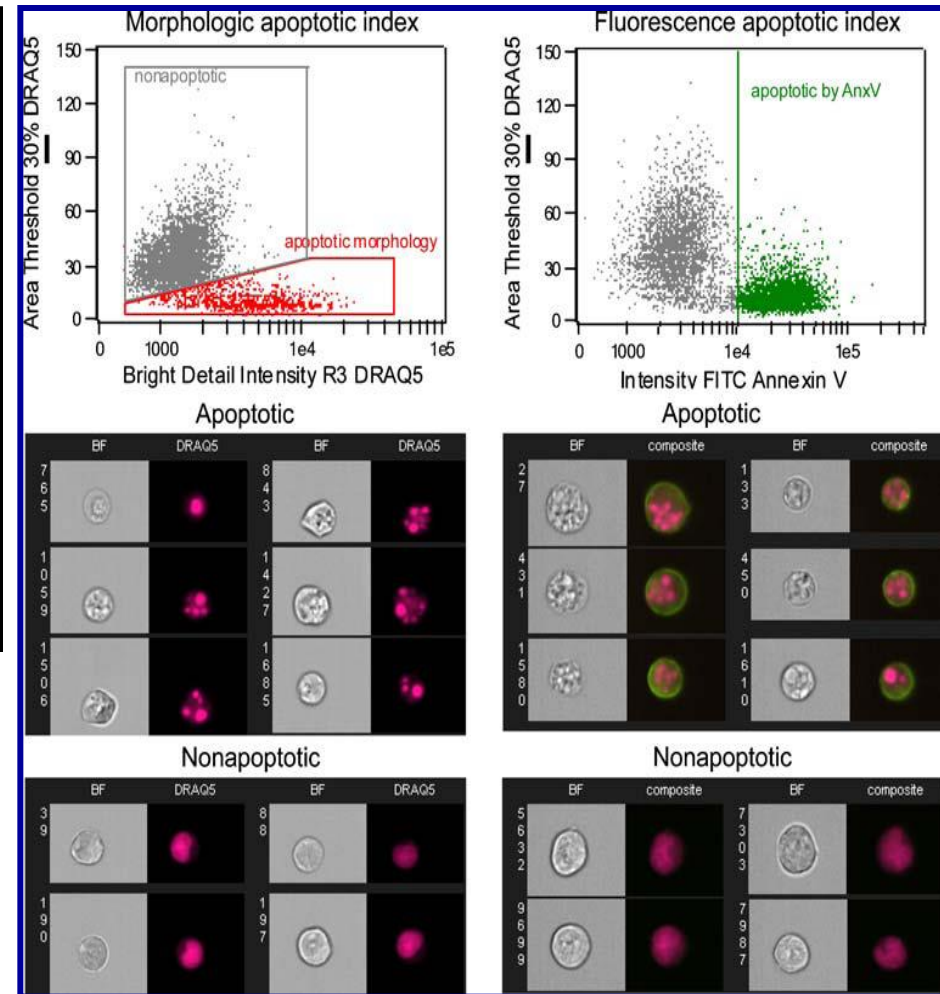 Morphologic apoptotic index
Area Threshold 30% DRAQ5
150
120
90
60
30
0
nonapoptotic
apoptotic morphology
0 1000 1e4 1e5
Bright Detail Intensity R3 DRAQ5
Fluorescence apoptotic index
Area Threshold 30% DRAQ5
150
120
90
60
30
0
apoptotic by AnxV
0 1000 1e4 1e5
Intensity FITC Annexin V
Apoptotic
BF DRAQ5 BF DRAQ5
765 843
1059 1427
1506 1685
Apoptotic
BF composite BF composite
27 133
431 450
1580 1610
Nonapoptotic
BF DRAQ5 BF DRAQ5
39 88
190 197
Nonapoptotic
BF composite BF composite
5632 7303
9699 7987